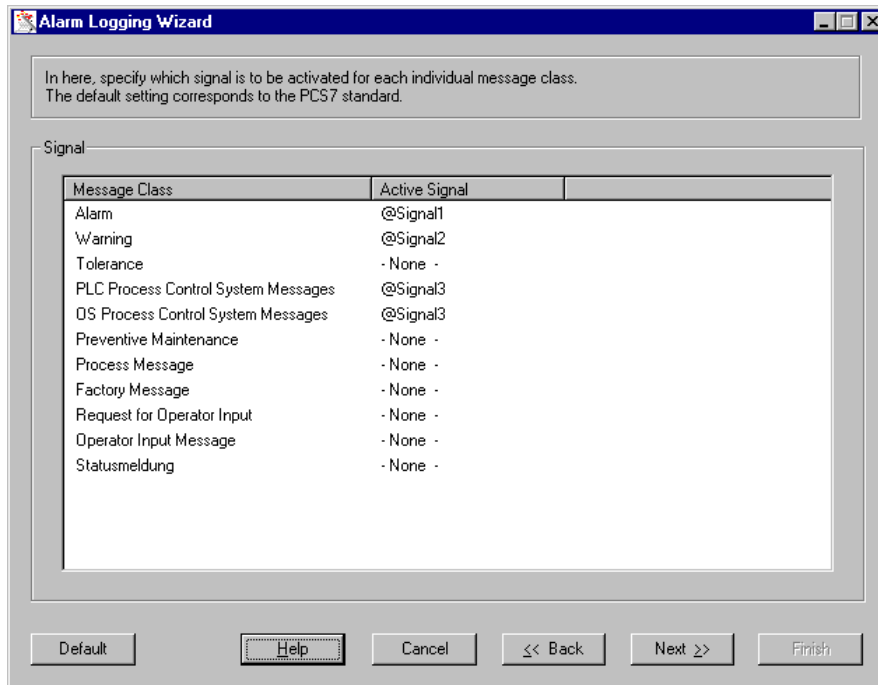 Alarm Logging Wizard
In here, specify which signal is to be activated for each individual message class.
The default setting corresponds to the PCS7 standard.
Signal
Message Class Active Signal
Alarm @Signal1
Warning @Signal2
Tolerance - None -
PLC Process Control System Messages @Signal3
OS Process Control System Messages @Signal3
Preventive Maintenance - None -
Process Message - None -
Factory Message - None -
Request for Operator Input - None -
Operator Input Message - None -
Statusmeldung - None -
Default Help Cancel << Back Next >> Finish